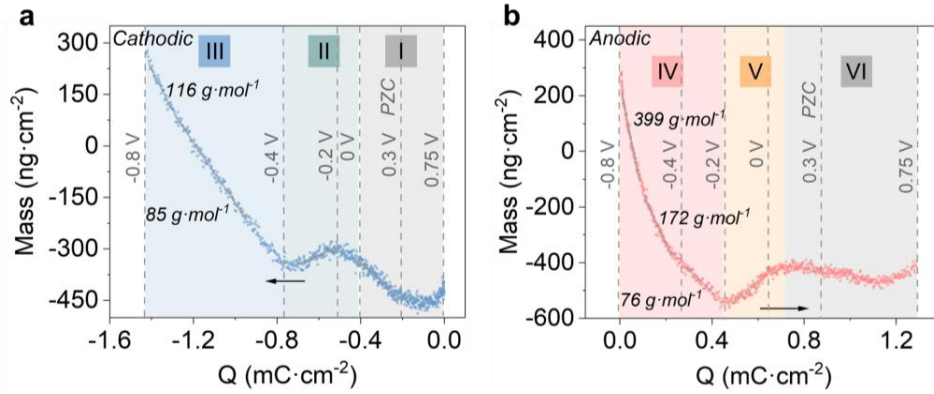 a
Cathodic
III
II
I
116 g·mol⁻¹
85 g·mol⁻¹
-0.8 V
-0.4 V
-0.2 V
0 V
PZC
0.3 V
0.75 V
300
150
0
-150
-300
-450
Mass (ng·cm⁻²)
-1.6
-1.2
-0.8
-0.4
0.0
Q (mC·cm⁻²)
b
Anodic
IV
V
VI
399 g·mol⁻¹
172 g·mol⁻¹
76 g·mol⁻¹
-0.8 V
-0.4 V
-0.2 V
0 V
PZC
0.3 V
0.75 V
400
200
0
-200
-400
-600
Mass (ng·cm⁻²)
0.0
0.4
0.8
1.2
Q (mC·cm⁻²)